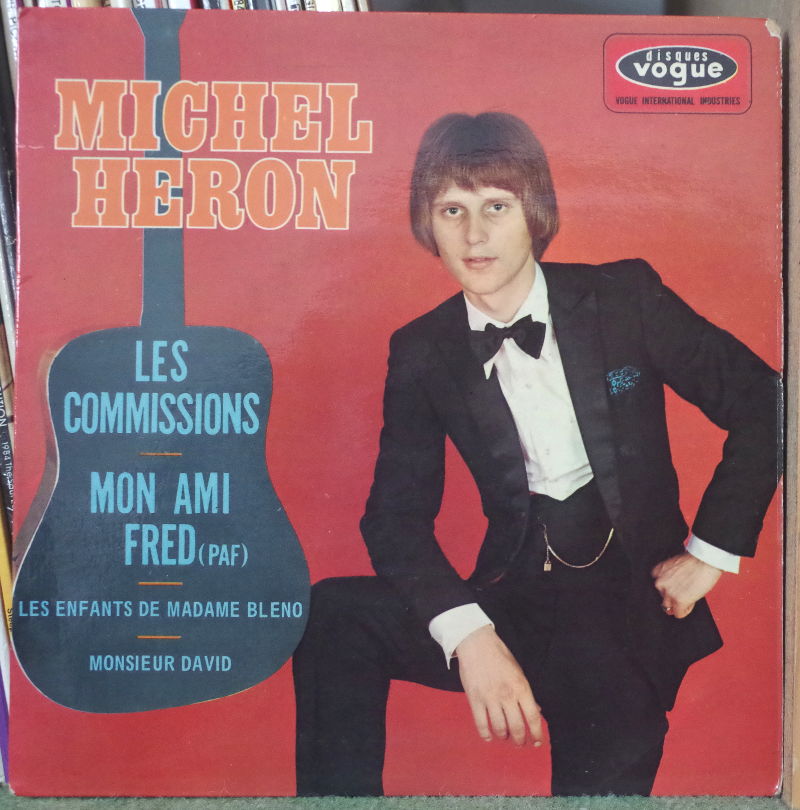 disques
vogue
VOGUE INTERNATIONAL INDUSTRIES
MICHEL
HERON
LES
COMMISSIONS
MON AMI
FRED (PAF)
LES ENFANTS DE MADAME BLENO
MONSIEUR DAVID